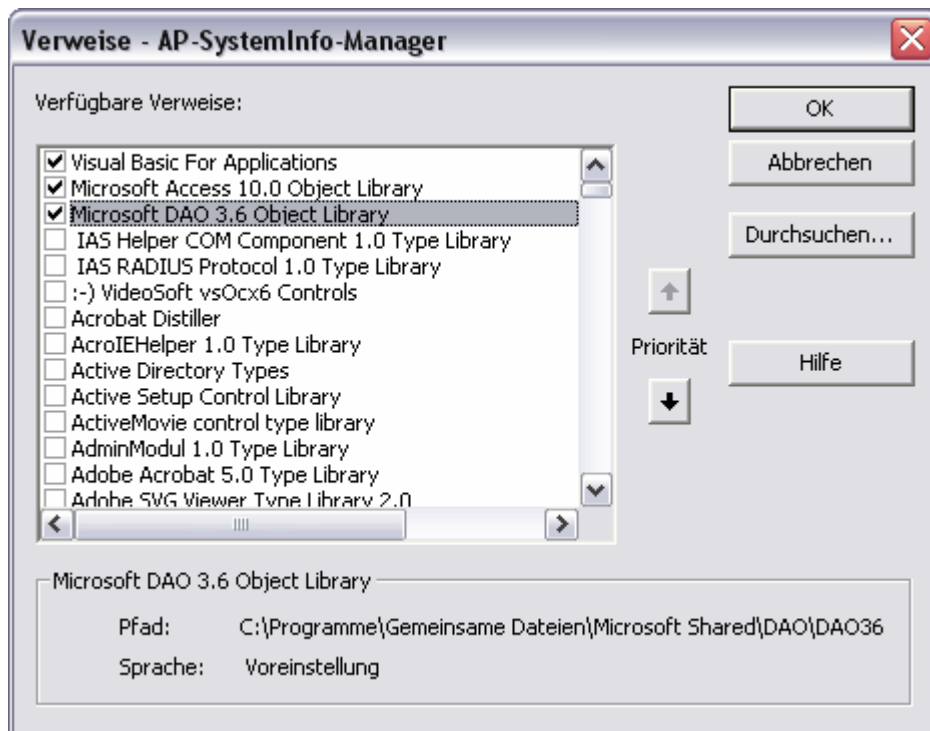 Verweise - AP-SystemInfo-Manager
Verfügbare Verweise:
Visual Basic For Applications
Microsoft Access 10.0 Object Library
Microsoft DAO 3.6 Object Library
IAS Helper COM Component 1.0 Type Library
IAS RADIUS Protocol 1.0 Type Library
:-) VideoSoft vsOcx6 Controls
Acrobat Distiller
AcroIEHelper 1.0 Type Library
Active Directory Types
Active Setup Control Library
ActiveMovie control type library
AdminModul 1.0 Type Library
Adobe Acrobat 5.0 Type Library
Adobe SVG Viewer Type Library 2.0
OK
Abbrechen
Durchsuchen...
Priorität
Hilfe
Microsoft DAO 3.6 Object Library
Pfad: C:\Programme\Gemeinsame Dateien\Microsoft Shared\DAO\DAO36
Sprache: Voreinstellung